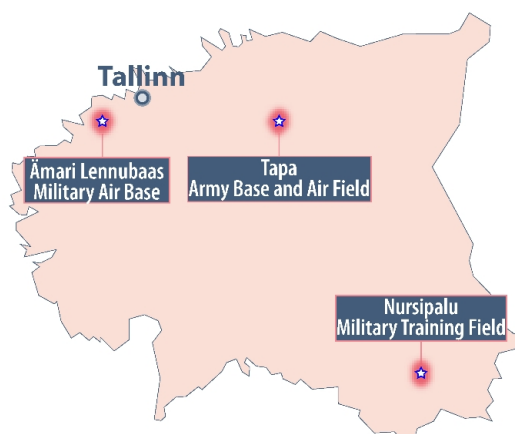 Tallinn
Ämari Lennubaas
Military Air Base
Tapa
Army Base and Air Field
Nursipalu
Military Training Field